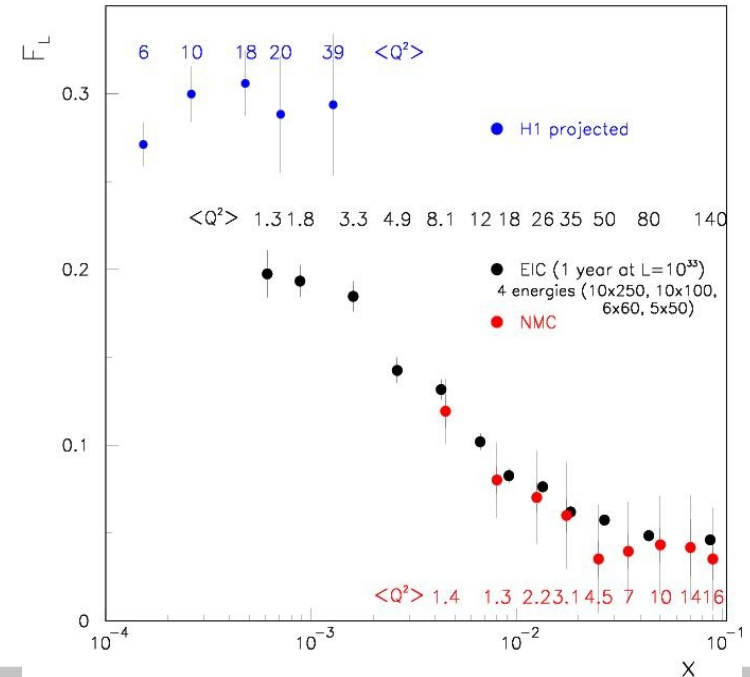 F_L
6 10 18 20 39 <Q²>
0.3
H1 projected
<Q²> 1.3 1.8 3.3 4.9 8.1 12 18 26 35 50 80 140
0.2
EIC (1 year at L=10³³)
4 energies (10x250, 10x100,
6x60, 5x50)
NMC
0.1
<Q²> 1.4 1.3 2.2 3.1 4.5 7 10 14 16
0
10⁻⁴ 10⁻³ 10⁻² 10⁻¹
X